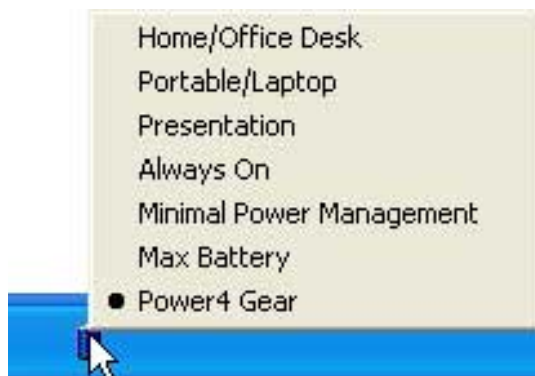 Home/Office Desk
Portable/Laptop
Presentation
Always On
Minimal Power Management
Max Battery
Power4 Gear